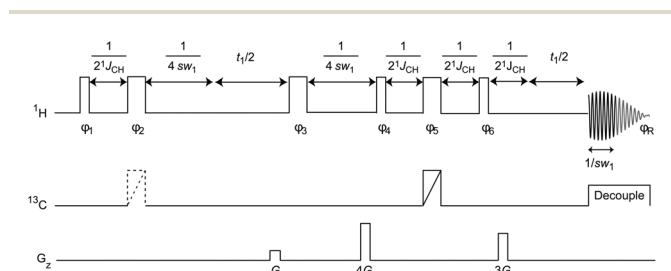 1/2¹J_CH 1/4 sw₁ t₁/2 1/4 sw₁ 1/2¹J_CH 1/2¹J_CH 1/2¹J_CH t₁/2
¹H
φ₁ φ₂ φ₃ φ₄ φ₅ φ₆ φ_R
1/sw₁
¹³C Decouple
G_z
G 4G 3G